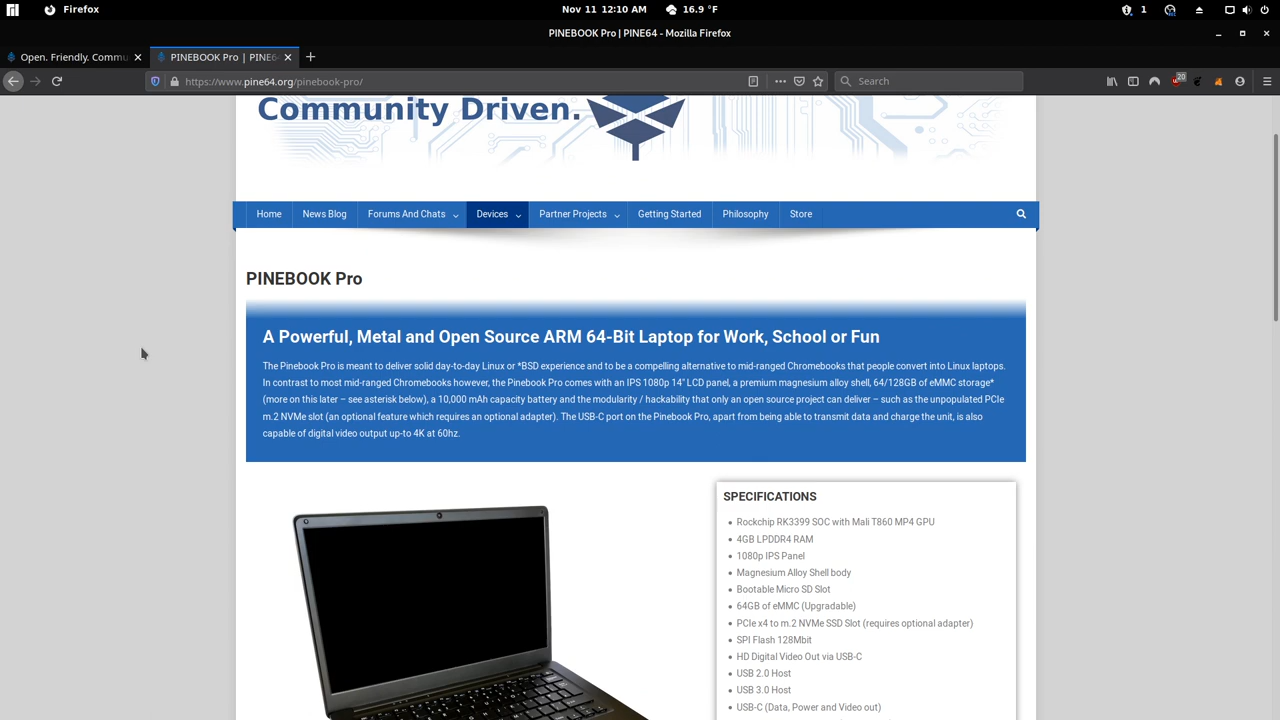 Firefox
Nov 11 12:10 AM
16.9 °F
1
PINEBOOK Pro | PINE64 - Mozilla Firefox
Open. Friendly. Commu
PINEBOOK Pro | PINE6
https://www.pine64.org/pinebook-pro/
Search
20
Community Driven.
Home
News Blog
Forums And Chats
Devices
Partner Projects
Getting Started
Philosophy
Store
PINEBOOK Pro
A Powerful, Metal and Open Source ARM 64-Bit Laptop for Work, School or Fun
The Pinebook Pro is meant to deliver solid day-to-day Linux or *BSD experience and to be a compelling alternative to mid-ranged Chromebooks that people convert into Linux laptops.
In contrast to most mid-ranged Chromebooks however, the Pinebook Pro comes with an IPS 1080p 14" LCD panel, a premium magnesium alloy shell, 64/128GB of eMMC storage*
(more on this later – see asterisk below), a 10,000 mAh capacity battery and the modularity / hackability that only an open source project can deliver – such as the unpopulated PCIe
m.2 NVMe slot (an optional feature which requires an optional adapter). The USB-C port on the Pinebook Pro, apart from being able to transmit data and charge the unit, is also
capable of digital video output up-to 4K at 60hz.
SPECIFICATIONS
Rockchip RK3399 SOC with Mali T860 MP4 GPU
4GB LPDDR4 RAM
1080p IPS Panel
Magnesium Alloy Shell body
Bootable Micro SD Slot
64GB of eMMC (Upgradable)
PCIe x4 to m.2 NVMe SSD Slot (requires optional adapter)
SPI Flash 128Mbit
HD Digital Video Out via USB-C
USB 2.0 Host
USB 3.0 Host
USB-C (Data, Power and Video out)